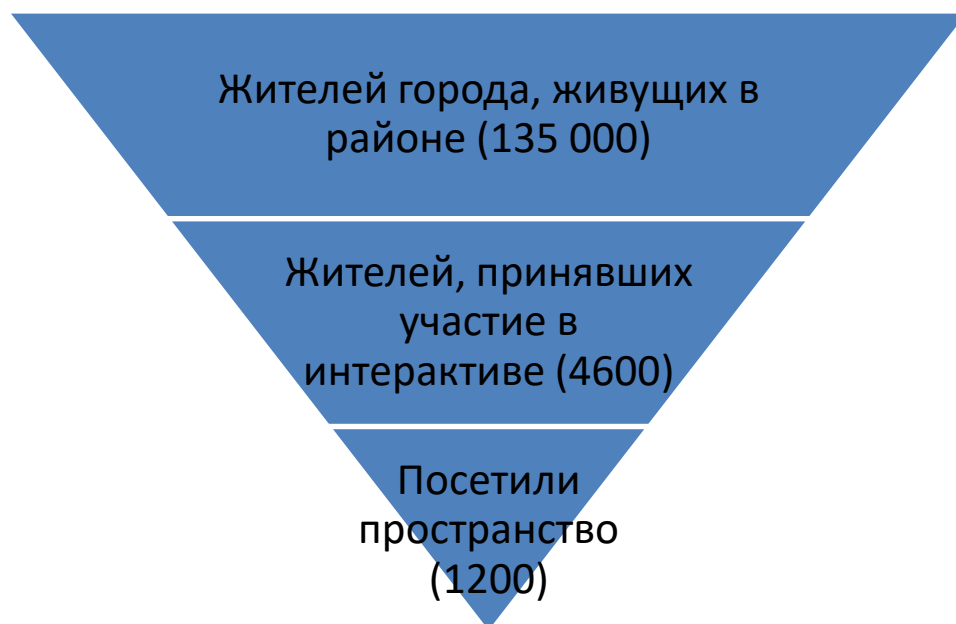 Жителей города, живущих в
районе (135 000)
Жителей, принявших
участие в
интерактиве (4600)
Посетили
пространство
(1200)